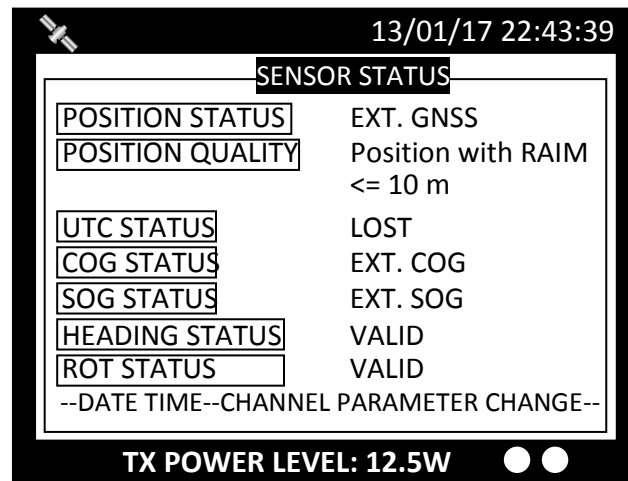 13/01/17 22:43:39
SENSOR STATUS
POSITION STATUS EXT. GNSS
POSITION QUALITY Position with RAIM
<= 10 m
UTC STATUS LOST
COG STATUS EXT. COG
SOG STATUS EXT. SOG
HEADING STATUS VALID
ROT STATUS VALID
--DATE TIME--CHANNEL PARAMETER CHANGE--
TX POWER LEVEL: 12.5W